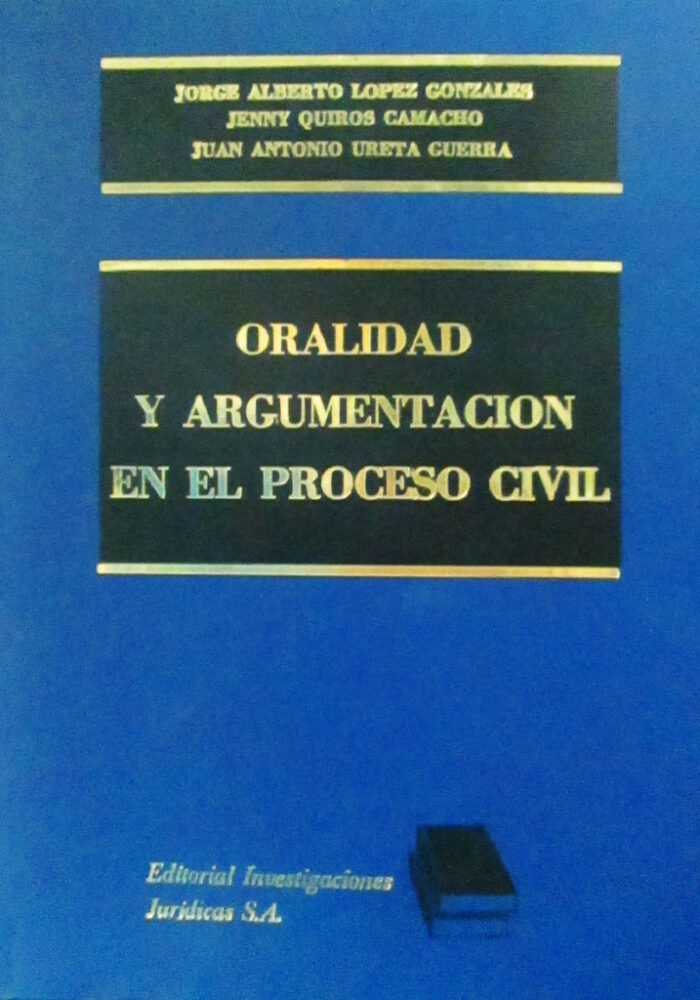 JORGE ALBERTO LOPEZ GONZALES
JENNY QUIROS CAMACHO
JUAN ANTONIO URETA GUERRA
ORALIDAD
Y ARGUMENTACION
EN EL PROCESO CIVIL
Editorial Investigaciones
Jurídicas S.A.